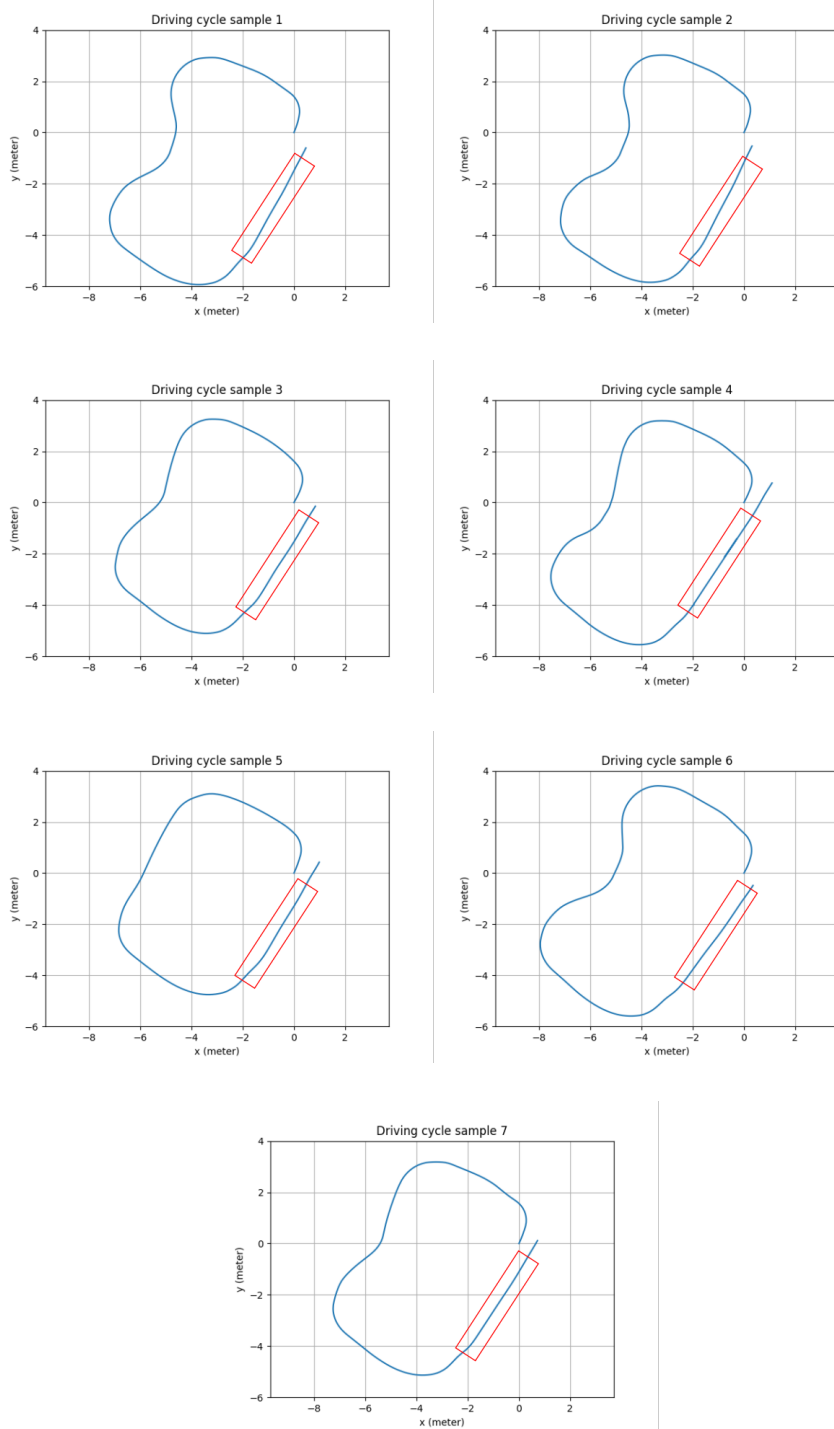 Driving cycle sample 1
4
2
0
−2
−4
−6
y (meter)
−8 −6 −4 −2 0 2
x (meter)
Driving cycle sample 2
4
2
0
−2
−4
−6
−8 −6 −4 −2 0 2
x (meter)
Driving cycle sample 3
4
2
0
−2
−4
−6
y (meter)
−8 −6 −4 −2 0 2
x (meter)
Driving cycle sample 4
4
2
0
−2
−4
−6
−8 −6 −4 −2 0 2
x (meter)
Driving cycle sample 5
4
2
0
−2
−4
−6
y (meter)
−8 −6 −4 −2 0 2
x (meter)
Driving cycle sample 6
4
2
0
−2
−4
−6
y (meter)
−8 −6 −4 −2 0 2
x (meter)
Driving cycle sample 7
4
2
0
−2
−4
−6
y (meter)
−8 −6 −4 −2 0 2
x (meter)